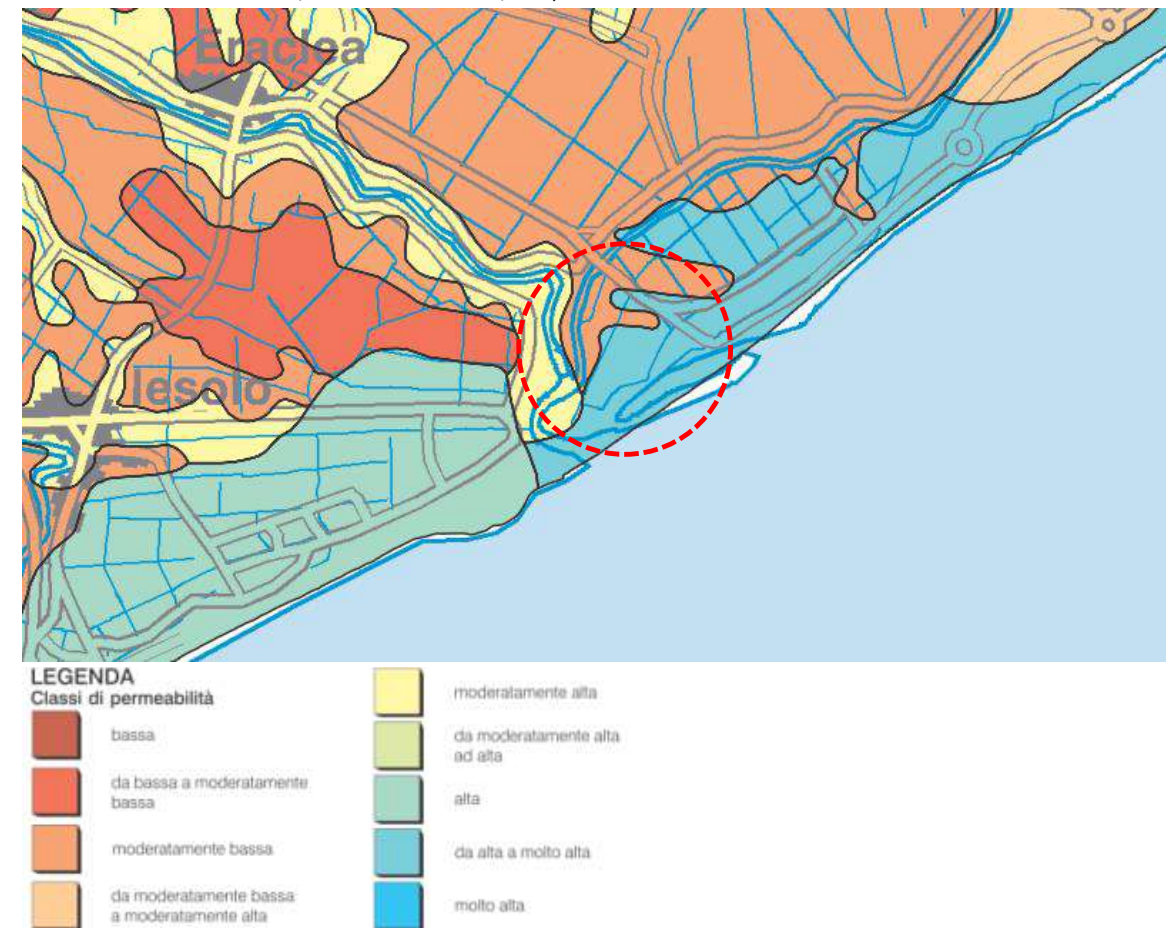 Eraclea
Iesolo
LEGENDA
Classi di permeabilità
bassa
da bassa a moderatamente
bassa
moderatamente bassa
da moderatamente bassa
a moderatamente alta
moderatamente alta
da moderatamente alta
ad alta
alta
da alta a molto alta
molto alta